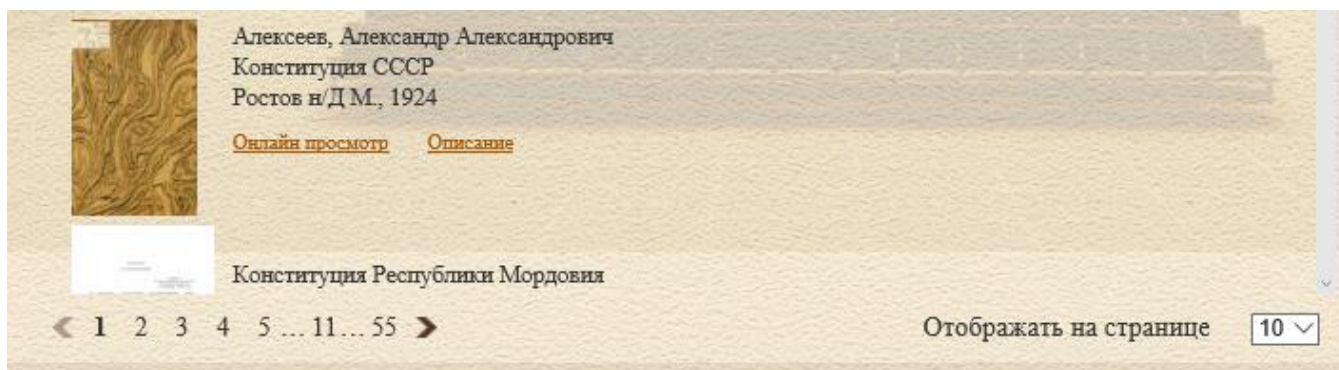 Алексеев, Александр Александрович
Конституция СССР
Ростов н/Д М., 1924
Онлайн просмотр Описание
Конституция Республики Мордовия
1 2 3 4 5 ... 11 ... 55
Отображать на странице 10